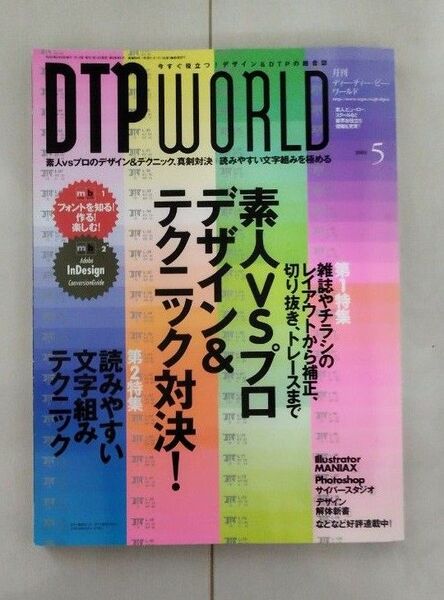 今すぐ役立つ!デザイン&DTPの総合誌
DTPWORLD
月刊
ディー・ティー・ピー・
ワールド
素人vsプロのデザイン&テクニック、真剣対決 読みやすい文字組みを極める
5
mb 1
フォントを知る!
作る!
楽しむ!
mb 2
Adobe
InDesign
ConversionGuide
第1特集
雑誌やチラシの
レイアウトから補正、
切り抜き、トレースまで
素人VSプロ
デザイン&
テクニック対決!
第2特集
読みやすい
文字組み
テクニック
Illustrator
MANIAX
Photoshop
サイバースタジオ
デザイン
解体新書
などなど好評連載中!